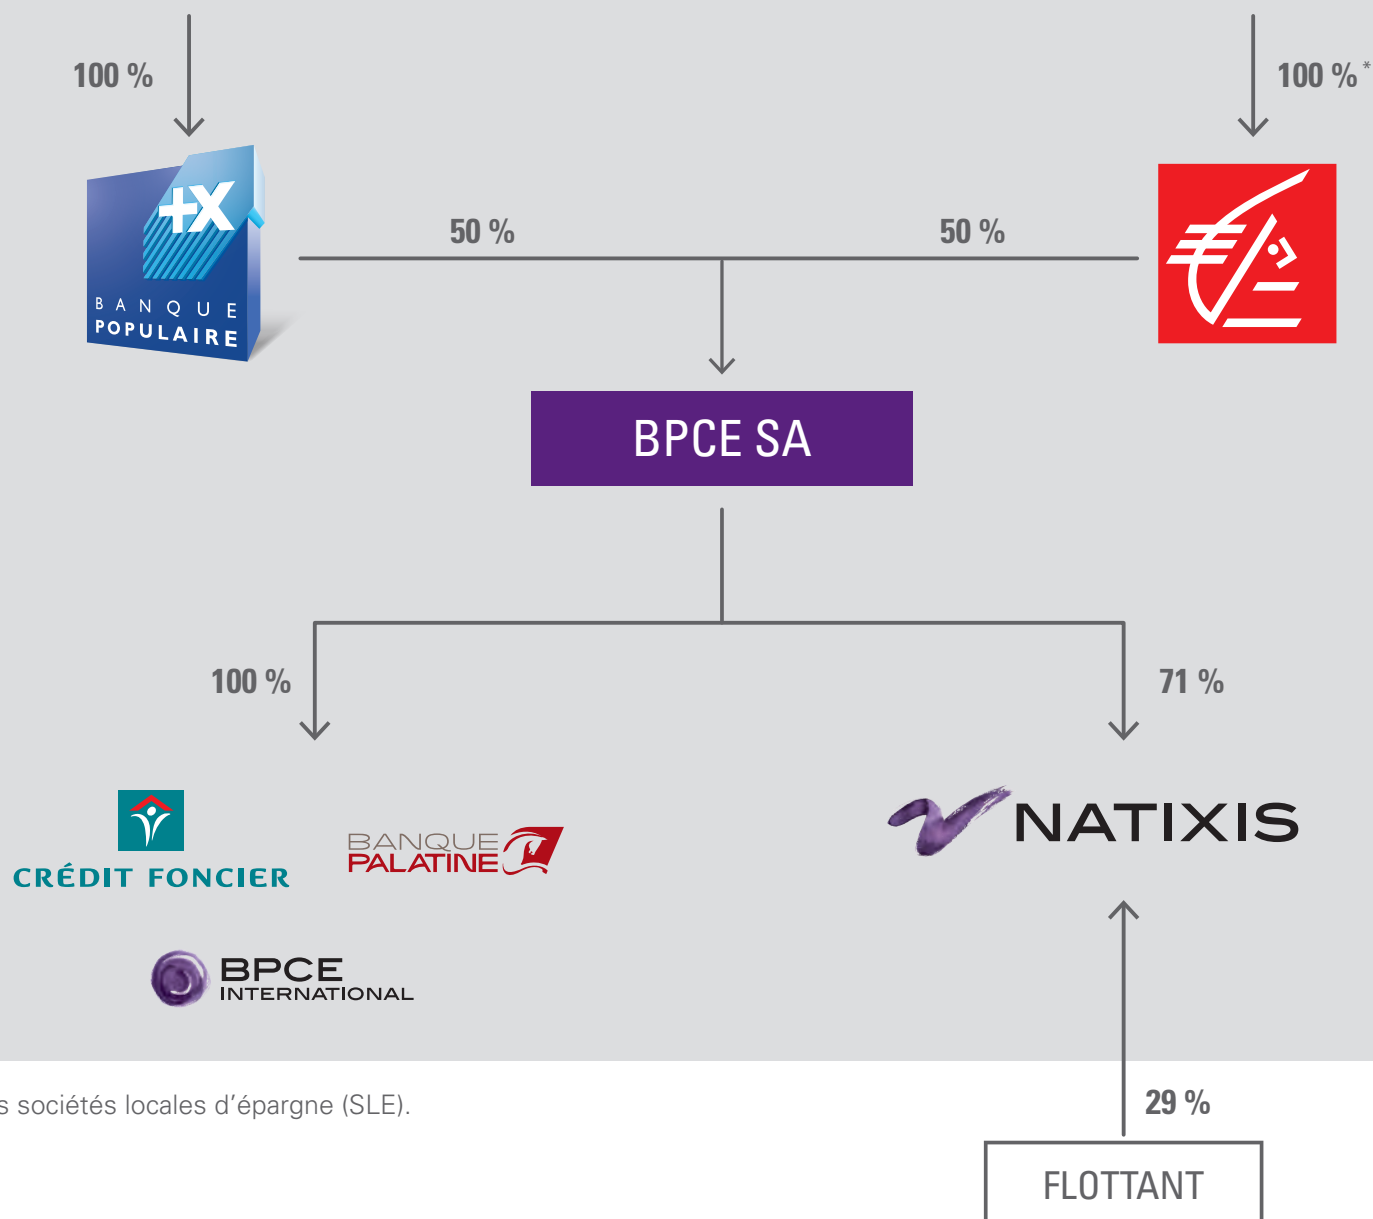 100 %
100 % *
+X
BANQUE
POPULAIRE
50 %
50 %
BPCE SA
100 %
71 %
CRÉDIT FONCIER
BANQUE
PALATINE
NATIXIS
BPCE
INTERNATIONAL
s sociétés locales d'épargne (SLE).
29 %
FLOTTANT